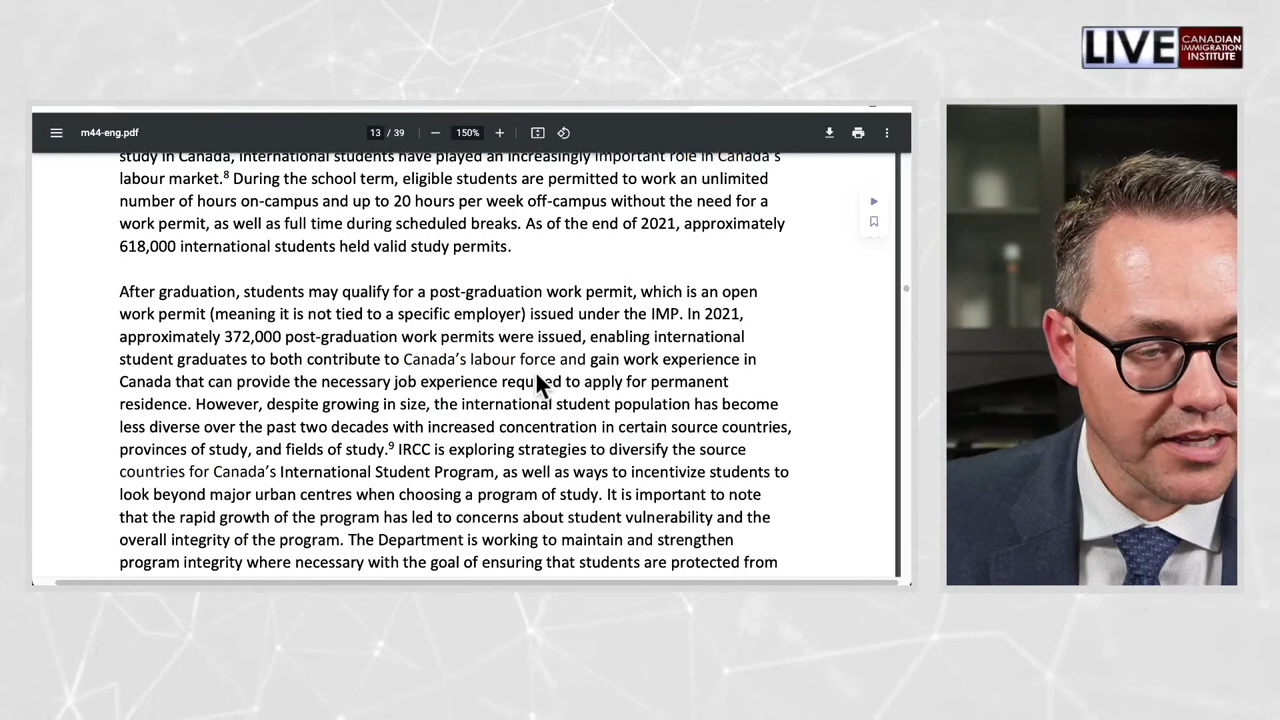 LIVE
CANADIAN
IMMIGRATION
INSTITUTE
m44-eng.pdf
13 / 39
150%
study in Canada, international students have played an increasingly important role in Canada's
labour market.⁸ During the school term, eligible students are permitted to work an unlimited
number of hours on-campus and up to 20 hours per week off-campus without the need for a
work permit, as well as full time during scheduled breaks. As of the end of 2021, approximately
618,000 international students held valid study permits.
After graduation, students may qualify for a post-graduation work permit, which is an open
work permit (meaning it is not tied to a specific employer) issued under the IMP. In 2021,
approximately 372,000 post-graduation work permits were issued, enabling international
student graduates to both contribute to Canada's labour force and gain work experience in
Canada that can provide the necessary job experience required to apply for permanent
residence. However, despite growing in size, the international student population has become
less diverse over the past two decades with increased concentration in certain source countries,
provinces of study, and fields of study.⁹ IRCC is exploring strategies to diversify the source
countries for Canada's International Student Program, as well as ways to incentivize students to
look beyond major urban centres when choosing a program of study. It is important to note
that the rapid growth of the program has led to concerns about student vulnerability and the
overall integrity of the program. The Department is working to maintain and strengthen
program integrity where necessary with the goal of ensuring that students are protected from